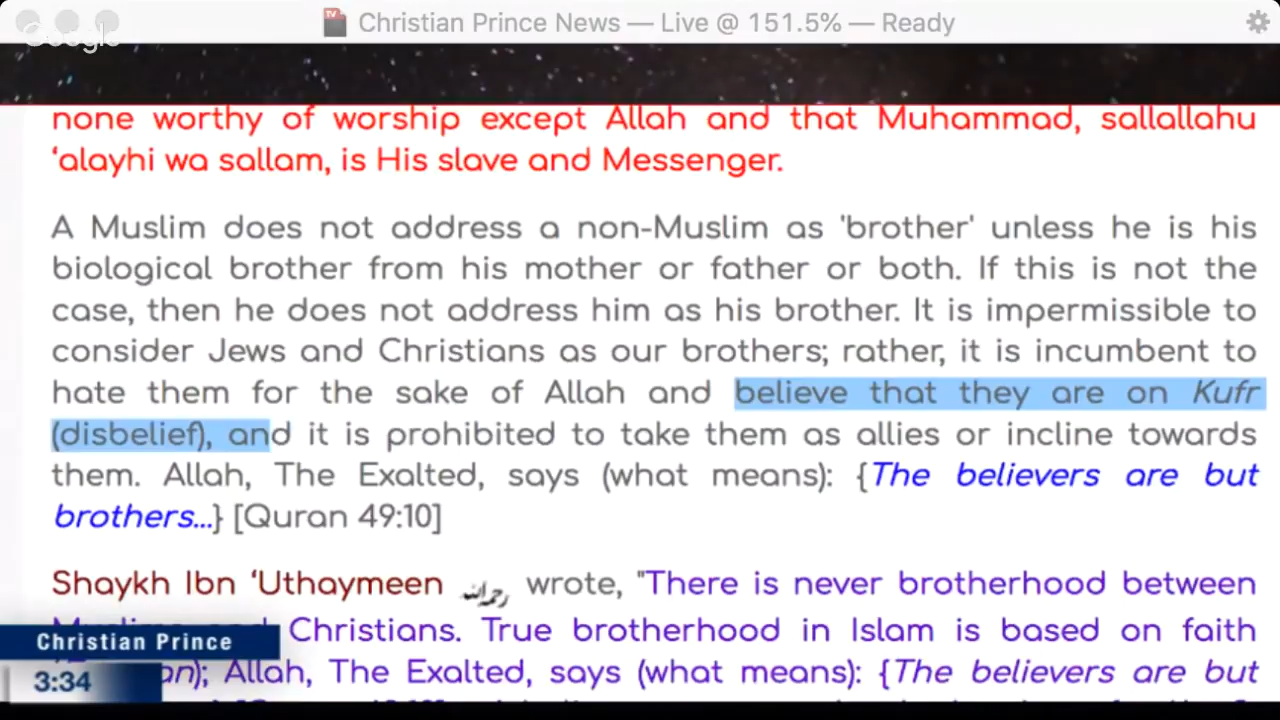 Christian Prince News — Live @ 151.5% — Ready
Google
none worthy of worship except Allah and that Muhammad, sallallahu
‘alayhi wa sallam, is His slave and Messenger.
A Muslim does not address a non-Muslim as 'brother' unless he is his
biological brother from his mother or father or both. If this is not the
case, then he does not address him as his brother. It is impermissible to
consider Jews and Christians as our brothers; rather, it is incumbent to
hate them for the sake of Allah and believe that they are on Kufr
(disbelief), and it is prohibited to take them as allies or incline towards
them. Allah, The Exalted, says (what means): {The believers are but
brothers...} [Quran 49:10]
Shaykh Ibn ‘Uthaymeen رحمه الله wrote, "There is never brotherhood between
Christians. True brotherhood in Islam is based on faith
Allah, The Exalted, says (what means): {The believers are but
Christian Prince
3:34